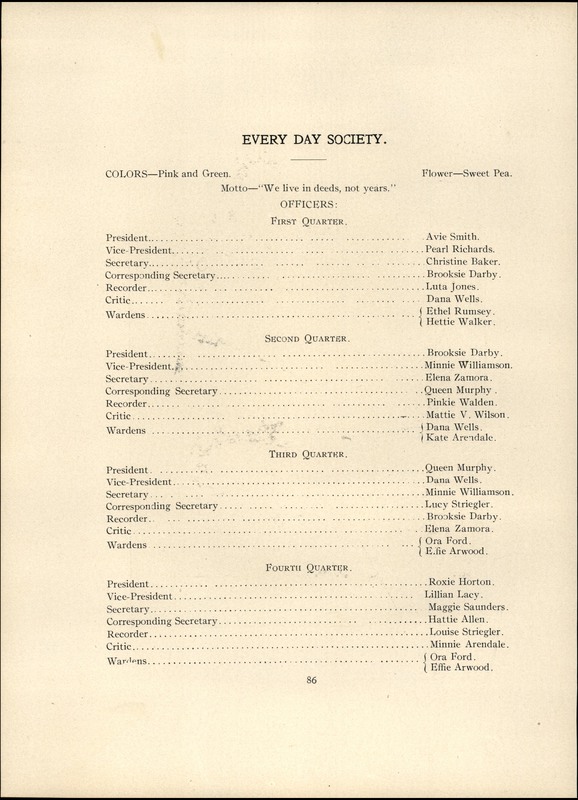 EVERY DAY SOCIETY.
COLORS—Pink and Green. Flower—Sweet Pea.
Motto—"We live in deeds, not years."
OFFICERS:
FIRST QUARTER.
President........................Avie Smith.
Vice-President........................Pearl Richards.
Secretary........................Christine Baker.
Corresponding Secretary........................Brooksie Darby.
Recorder........................Luta Jones.
Critic........................Dana Wells.
Wardens........................{ Ethel Rumsey.
{ Hettie Walker.
SECOND QUARTER.
President........................Brooksie Darby.
Vice-President........................Minnie Williamson.
Secretary........................Elena Zamora.
Corresponding Secretary........................Queen Murphy.
Recorder........................Pinkie Walden.
Critic........................Mattie V. Wilson.
Wardens........................{ Dana Wells.
{ Kate Arendale.
THIRD QUARTER.
President........................Queen Murphy.
Vice-President........................Dana Wells.
Secretary........................Minnie Williamson.
Corresponding Secretary........................Lucy Striegler.
Recorder........................Brooksie Darby.
Critic........................Elena Zamora.
Wardens........................{ Ora Ford.
{ Effie Arwood.
FOURTH QUARTER.
President........................Roxie Horton.
Vice-President........................Lillian Lacy.
Secretary........................Maggie Saunders.
Corresponding Secretary........................Hattie Allen.
Recorder........................Louise Striegler.
Critic........................Minnie Arendale.
Wardens........................{ Ora Ford.
{ Effie Arwood.
86